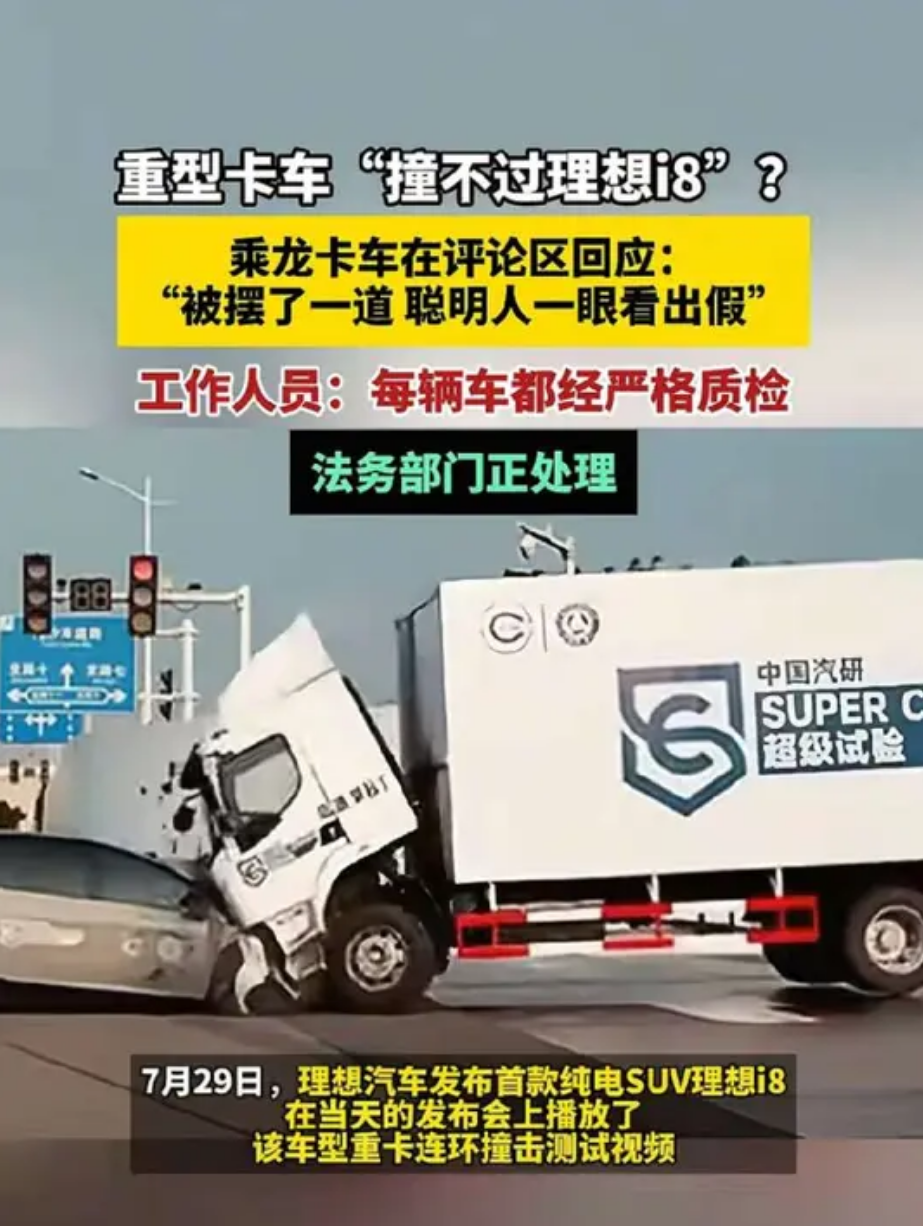 重型卡车“撞不过理想i8”？
乘龙卡车在评论区回应：
“被摆了一道 聪明人一眼看出假”
工作人员：每辆车都经严格质检
法务部门正处理
中国汽研
SUPER C
超级试验
7月29日，理想汽车发布首款纯电SUV理想i8
在当天的发布会上播放了
该车型重卡连环撞击测试视频